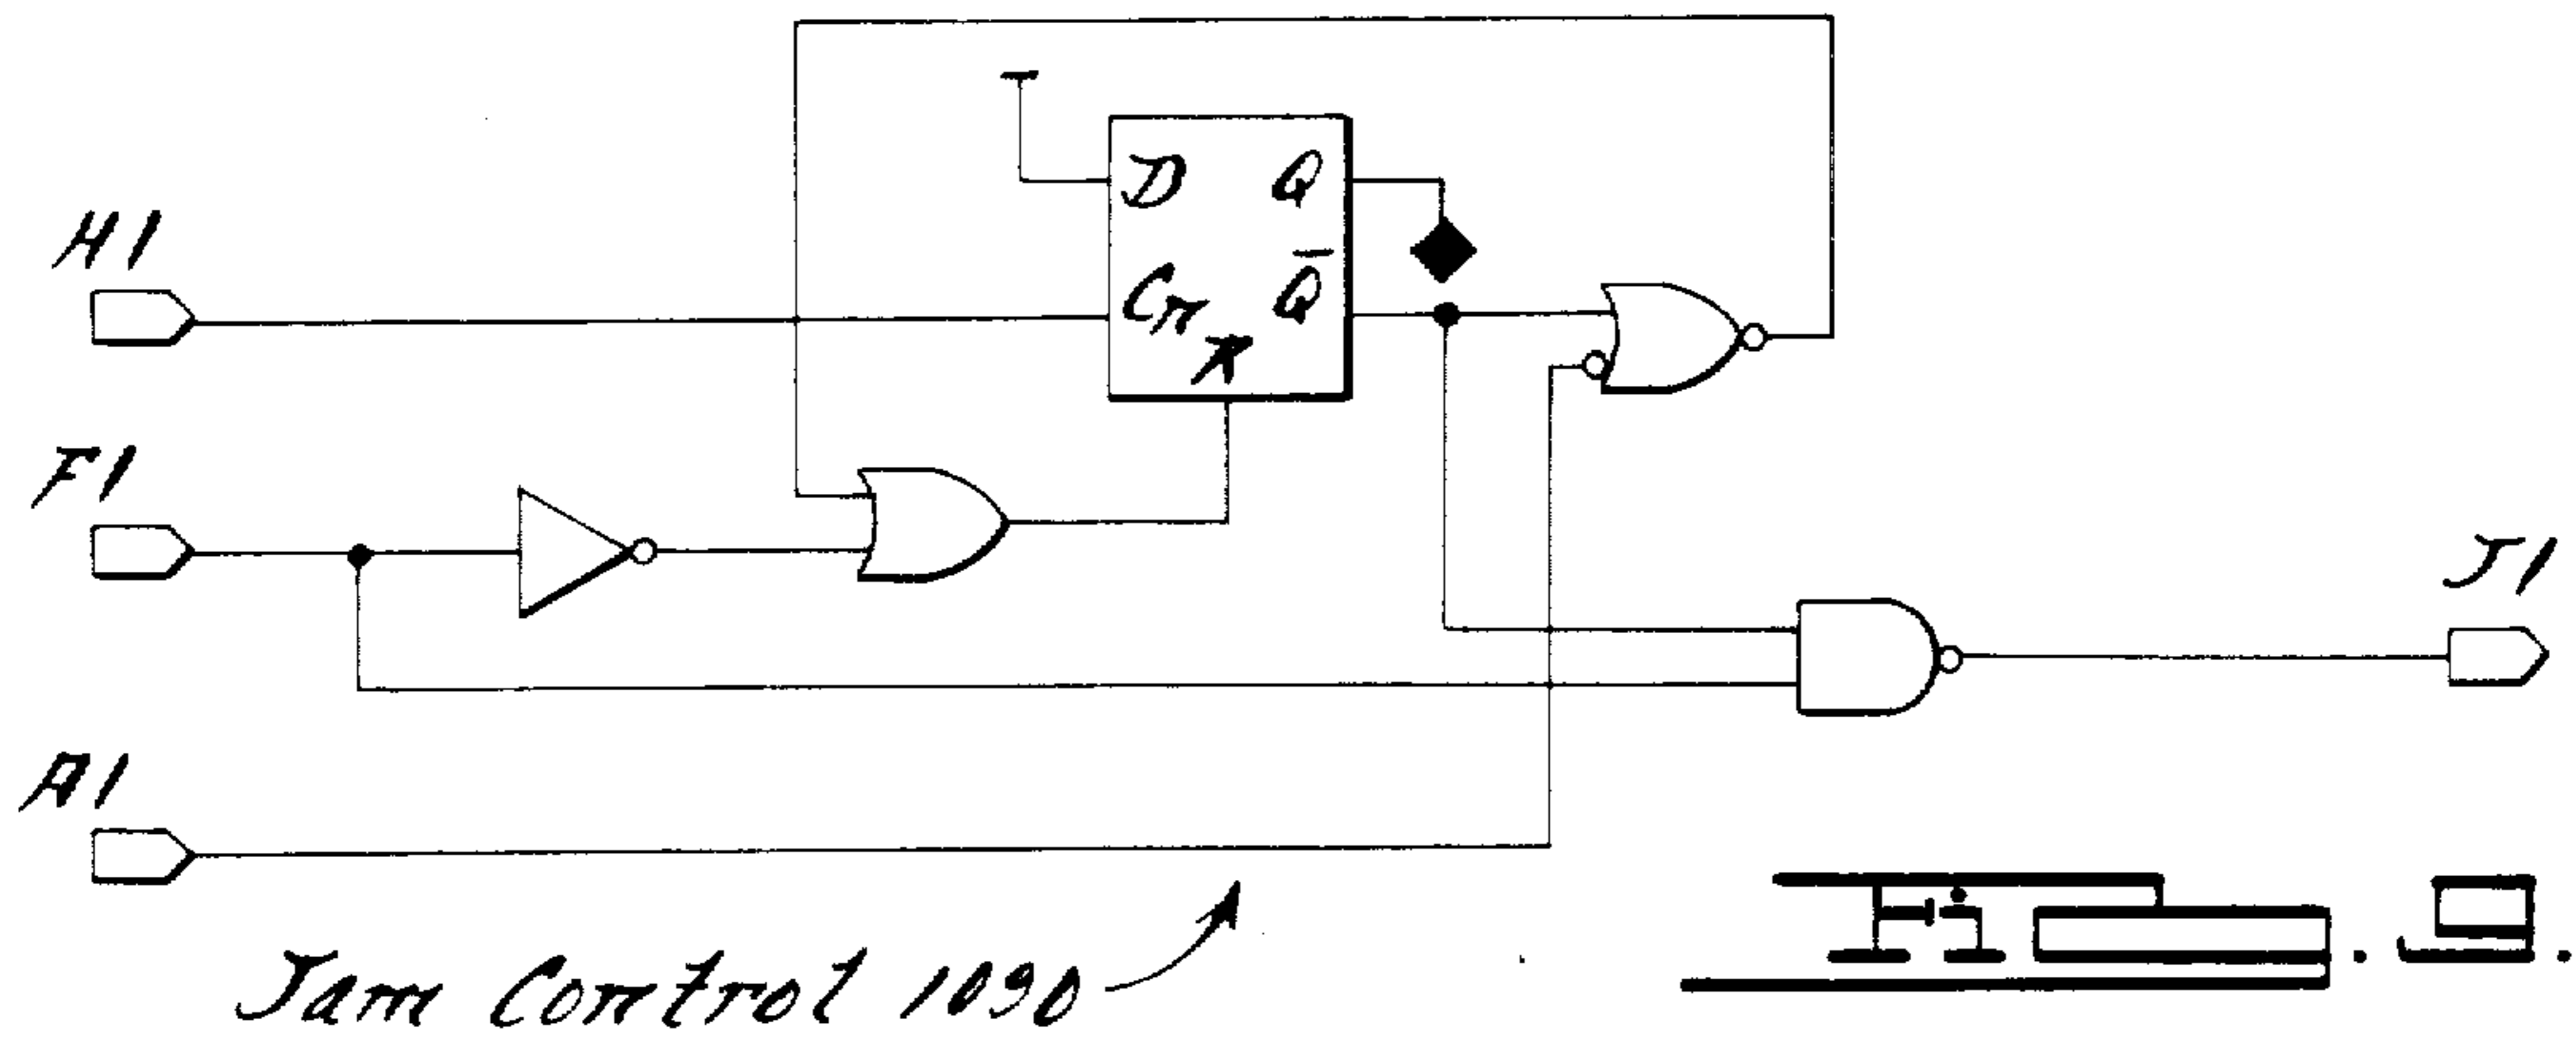 H1
D Q
Cn Q̅
R
F1
J1
A1
Jam Control 1090
Fig. 9.